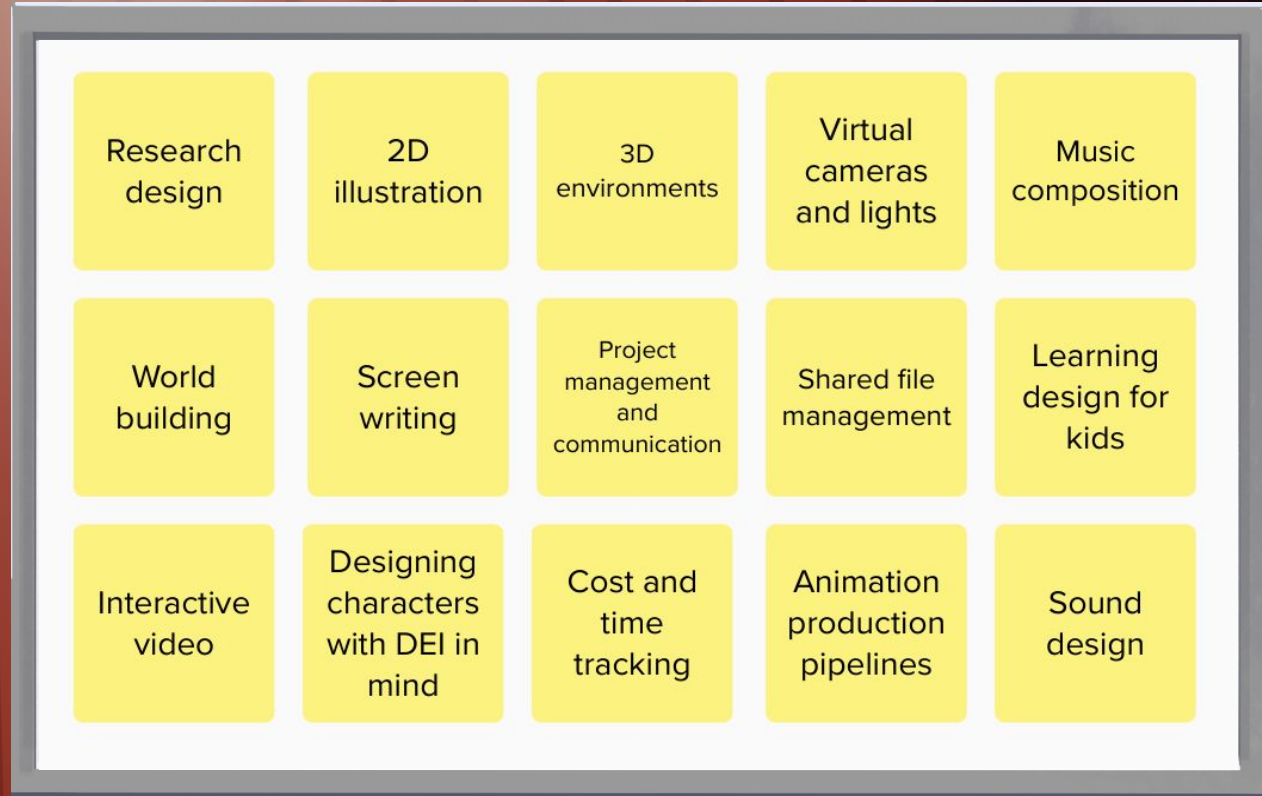 Research
design
2D
illustration
3D
environments
Virtual
cameras
and lights
Music
composition
World
building
Screen
writing
Project
management
and
communication
Shared file
management
Learning
design for
kids
Interactive
video
Designing
characters
with DEI in
mind
Cost and
time
tracking
Animation
production
pipelines
Sound
design